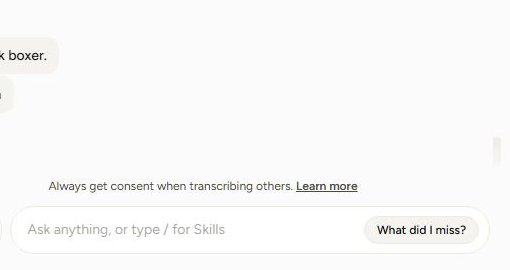 k boxer.
Always get consent when transcribing others. Learn more
Ask anything, or type / for Skills
What did I miss?